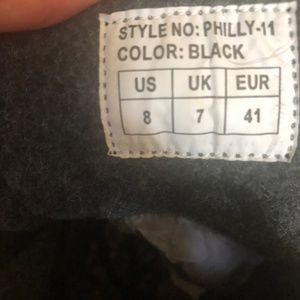 STYLE NO: PHILLY-11
COLOR: BLACK
US UK EUR
8 7 41